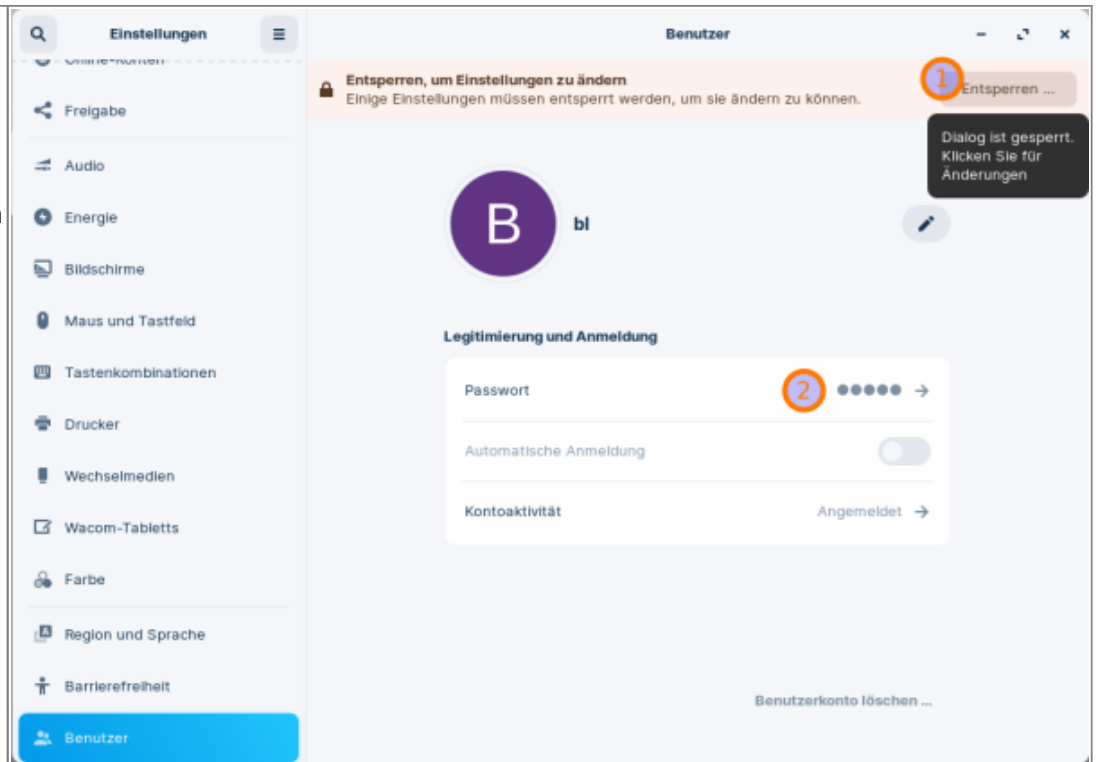 Einstellungen
Online-Konten
Freigabe
Audio
Energie
Bildschirme
Maus und Tastfeld
Tastenkombinationen
Drucker
Wechselmedien
Wacom-Tabletts
Farbe
Region und Sprache
Barrierefreiheit
Benutzer
Benutzer
Entsperren, um Einstellungen zu ändern
Einige Einstellungen müssen entsperrt werden, um sie ändern zu können.
1
Entsperren ...
Dialog ist gesperrt.
Klicken Sie für
Änderungen
B
bl
Legitimierung und Anmeldung
Passwort 2
Automatische Anmeldung
Kontoaktivität Angemeldet
Benutzerkonto löschen ...